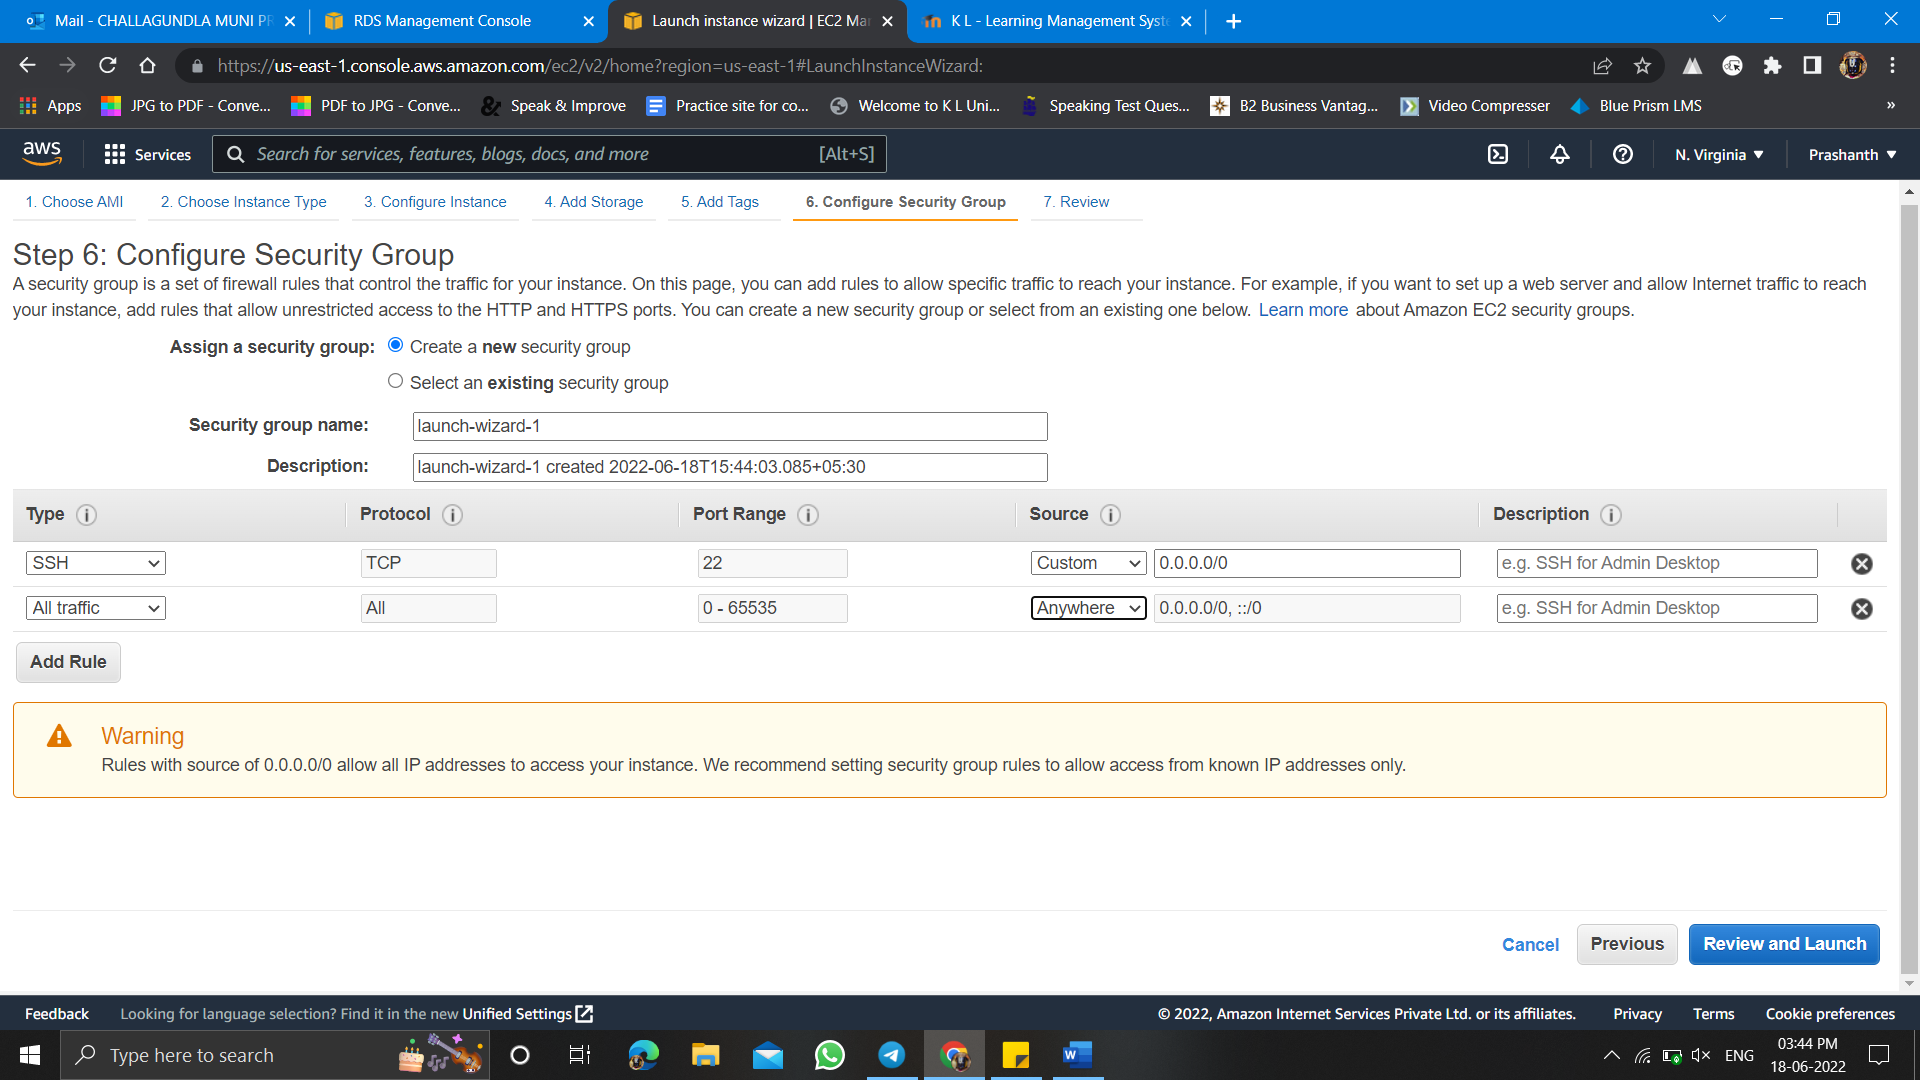 Mail - CHALLAGUNDLA MUNI PR
RDS Management Console
Launch instance wizard | EC2 Ma
K L - Learning Management Syst
https://us-east-1.console.aws.amazon.com/ec2/v2/home?region=us-east-1#LaunchInstanceWizard:
Apps
JPG to PDF - Conve...
PDF to JPG - Conve...
Speak & Improve
Practice site for co...
Welcome to K L Uni...
Speaking Test Ques...
B2 Business Vantag...
Video Compresser
Blue Prism LMS
»
aws
Services
Search for services, features, blogs, docs, and more
[Alt+S]
N. Virginia
Prashanth
1. Choose AMI
2. Choose Instance Type
3. Configure Instance
4. Add Storage
5. Add Tags
6. Configure Security Group
7. Review
Step 6: Configure Security Group
A security group is a set of firewall rules that control the traffic for your instance. On this page, you can add rules to allow specific traffic to reach your instance. For example, if you want to set up a web server and allow Internet traffic to reach
your instance, add rules that allow unrestricted access to the HTTP and HTTPS ports. You can create a new security group or select from an existing one below. Learn more about Amazon EC2 security groups.
Assign a security group:
Create a new security group
Select an existing security group
Security group name:
launch-wizard-1
Description:
launch-wizard-1 created 2022-06-18T15:44:03.085+05:30
Type
Protocol
Port Range
Source
Description
SSH
TCP
22
Custom
0.0.0.0/0
e.g. SSH for Admin Desktop
All traffic
All
0 - 65535
Anywhere
0.0.0.0/0, ::/0
e.g. SSH for Admin Desktop
Add Rule
Warning
Rules with source of 0.0.0.0/0 allow all IP addresses to access your instance. We recommend setting security group rules to allow access from known IP addresses only.
Cancel
Previous
Review and Launch
Feedback
Looking for language selection? Find it in the new Unified Settings
© 2022, Amazon Internet Services Private Ltd. or its affiliates.
Privacy
Terms
Cookie preferences
Type here to search
ENG
03:44 PM
18-06-2022